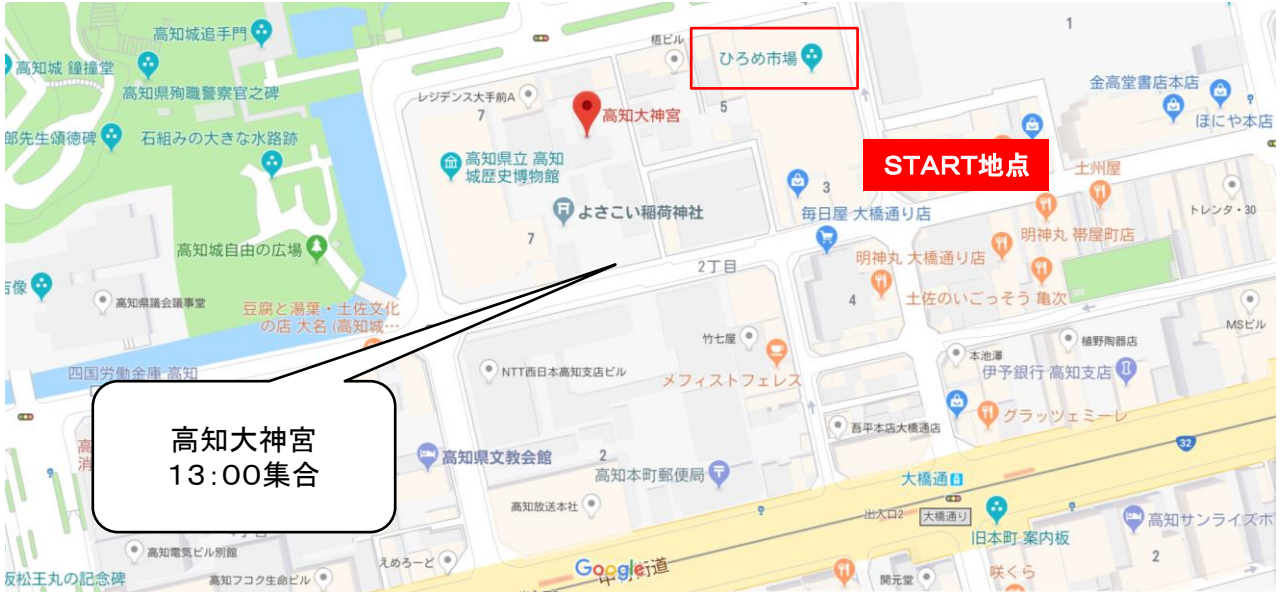 高知城追手門
高知城 鐘撞堂
高知県殉職警察官之碑
郎先生頌徳碑
石組みの大きな水路跡
レジデンス大手前A
7
梧ビル
ひろめ市場
1
高知大神宮
5
金高堂書店本店
ほにや本店
高知県立 高知
城歴史博物館
START地点
土州屋
よさこい稲荷神社
3
毎日屋 大橋通り店
トレンタ・30
7
明神丸 帯屋町店
高知城自由の広場
2丁目
明神丸 大橋通り店
吉像
高知県議会議事堂
豆腐と湯葉・土佐文化
の店 大名 (高知城…
4
土佐のいごっそう 亀次
MSビル
竹七屋
植野陶器店
本池澤
四国労働金庫 高知
NTT西日本高知支店ビル
メフィストフェレス
伊予銀行 高知支店
グラッツェミーレ
吾平本店大橋通店
高知大神宮
13:00集合
高
消
高知県文教会館
2
高知本町郵便局
32
大橋通
高知放送本社
出入口2
大橋通り
旧本町 案内板
高知サンライズホ
高知電気ビル別館
えめろーど
2
坂松王丸の記念碑
高知フコク生命ビル
Google
開元堂
咲くら